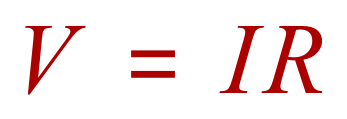 V = IR